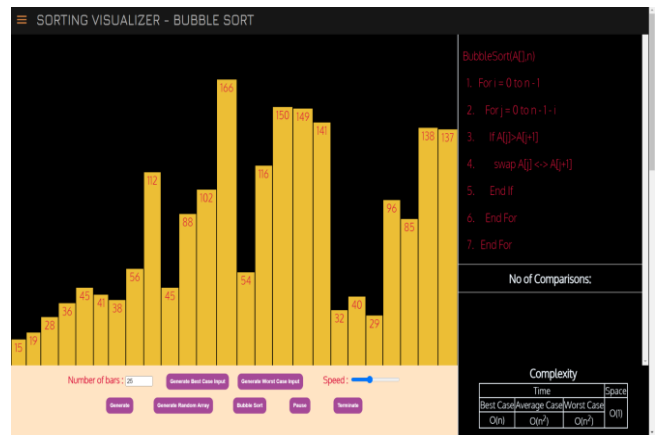 SORTING VISUALIZER - BUBBLE SORT
166
150
149
141
138
137
116
112
102
96
88
85
56
54
45
45
41
38
40
36
32
29
28
19
15
BubbleSort(A[],n)
1. For i = 0 to n - 1
2. For j = 0 to n - 1 - i
3. If A[j]>A[j+1]
4. swap A[j] <-> A[j+1]
5. End If
6. End For
7. End For
No of Comparisons:
Number of bars : 25
Generate Best Case Input
Generate Worst Case Input
Speed :
Generate
Generate Random Array
Bubble Sort
Pause
Terminate
Complexity
Time Space
Best Case Average Case Worst Case
O(n) O(n²) O(n²) O(1)